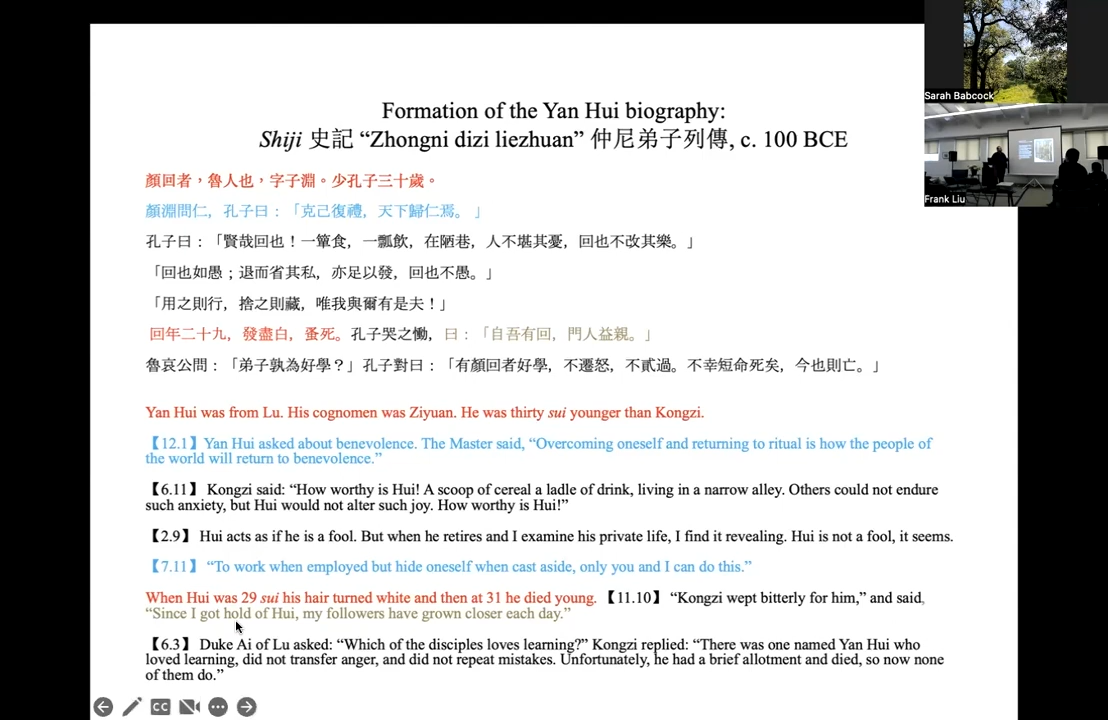 Formation of the Yan Hui biography:
Shiji 史記 “Zhongni dizi liezhuan” 仲尼弟子列傳, c. 100 BCE
Sarah Babcock
Frank Liu
顏回者，魯人也，字子淵。少孔子三十歲。
顏淵問仁，孔子曰：「克己復禮，天下歸仁焉。」
孔子曰：「賢哉回也！一簞食，一瓢飲，在陋巷，人不堪其憂，回也不改其樂。」
「回也如愚；退而省其私，亦足以發，回也不愚。」
「用之則行，捨之則藏，唯我與爾有是夫！」
回年二十九，發盡白，蚤死。孔子哭之慟，曰：「自吾有回，門人益親。」
魯哀公問：「弟子孰為好學？」孔子對曰：「有顏回者好學，不遷怒，不貳過。不幸短命死矣，今也則亡。」
Yan Hui was from Lu. His cognomen was Ziyuan. He was thirty sui younger than Kongzi.
【12.1】Yan Hui asked about benevolence. The Master said, “Overcoming oneself and returning to ritual is how the people of
the world will return to benevolence.”
【6.11】 Kongzi said: “How worthy is Hui! A scoop of cereal a ladle of drink, living in a narrow alley. Others could not endure
such anxiety, but Hui would not alter such joy. How worthy is Hui!”
【2.9】 Hui acts as if he is a fool. But when he retires and I examine his private life, I find it revealing. Hui is not a fool, it seems.
【7.11】 “To work when employed but hide oneself when cast aside, only you and I can do this.”
When Hui was 29 sui his hair turned white and then at 31 he died young. 【11.10】 “Kongzi wept bitterly for him,” and said,
“Since I got hold of Hui, my followers have grown closer each day.”
【6.3】 Duke Ai of Lu asked: “Which of the disciples loves learning?” Kongzi replied: “There was one named Yan Hui who
loved learning, did not transfer anger, and did not repeat mistakes. Unfortunately, he had a brief allotment and died, so now none
of them do.”
CC